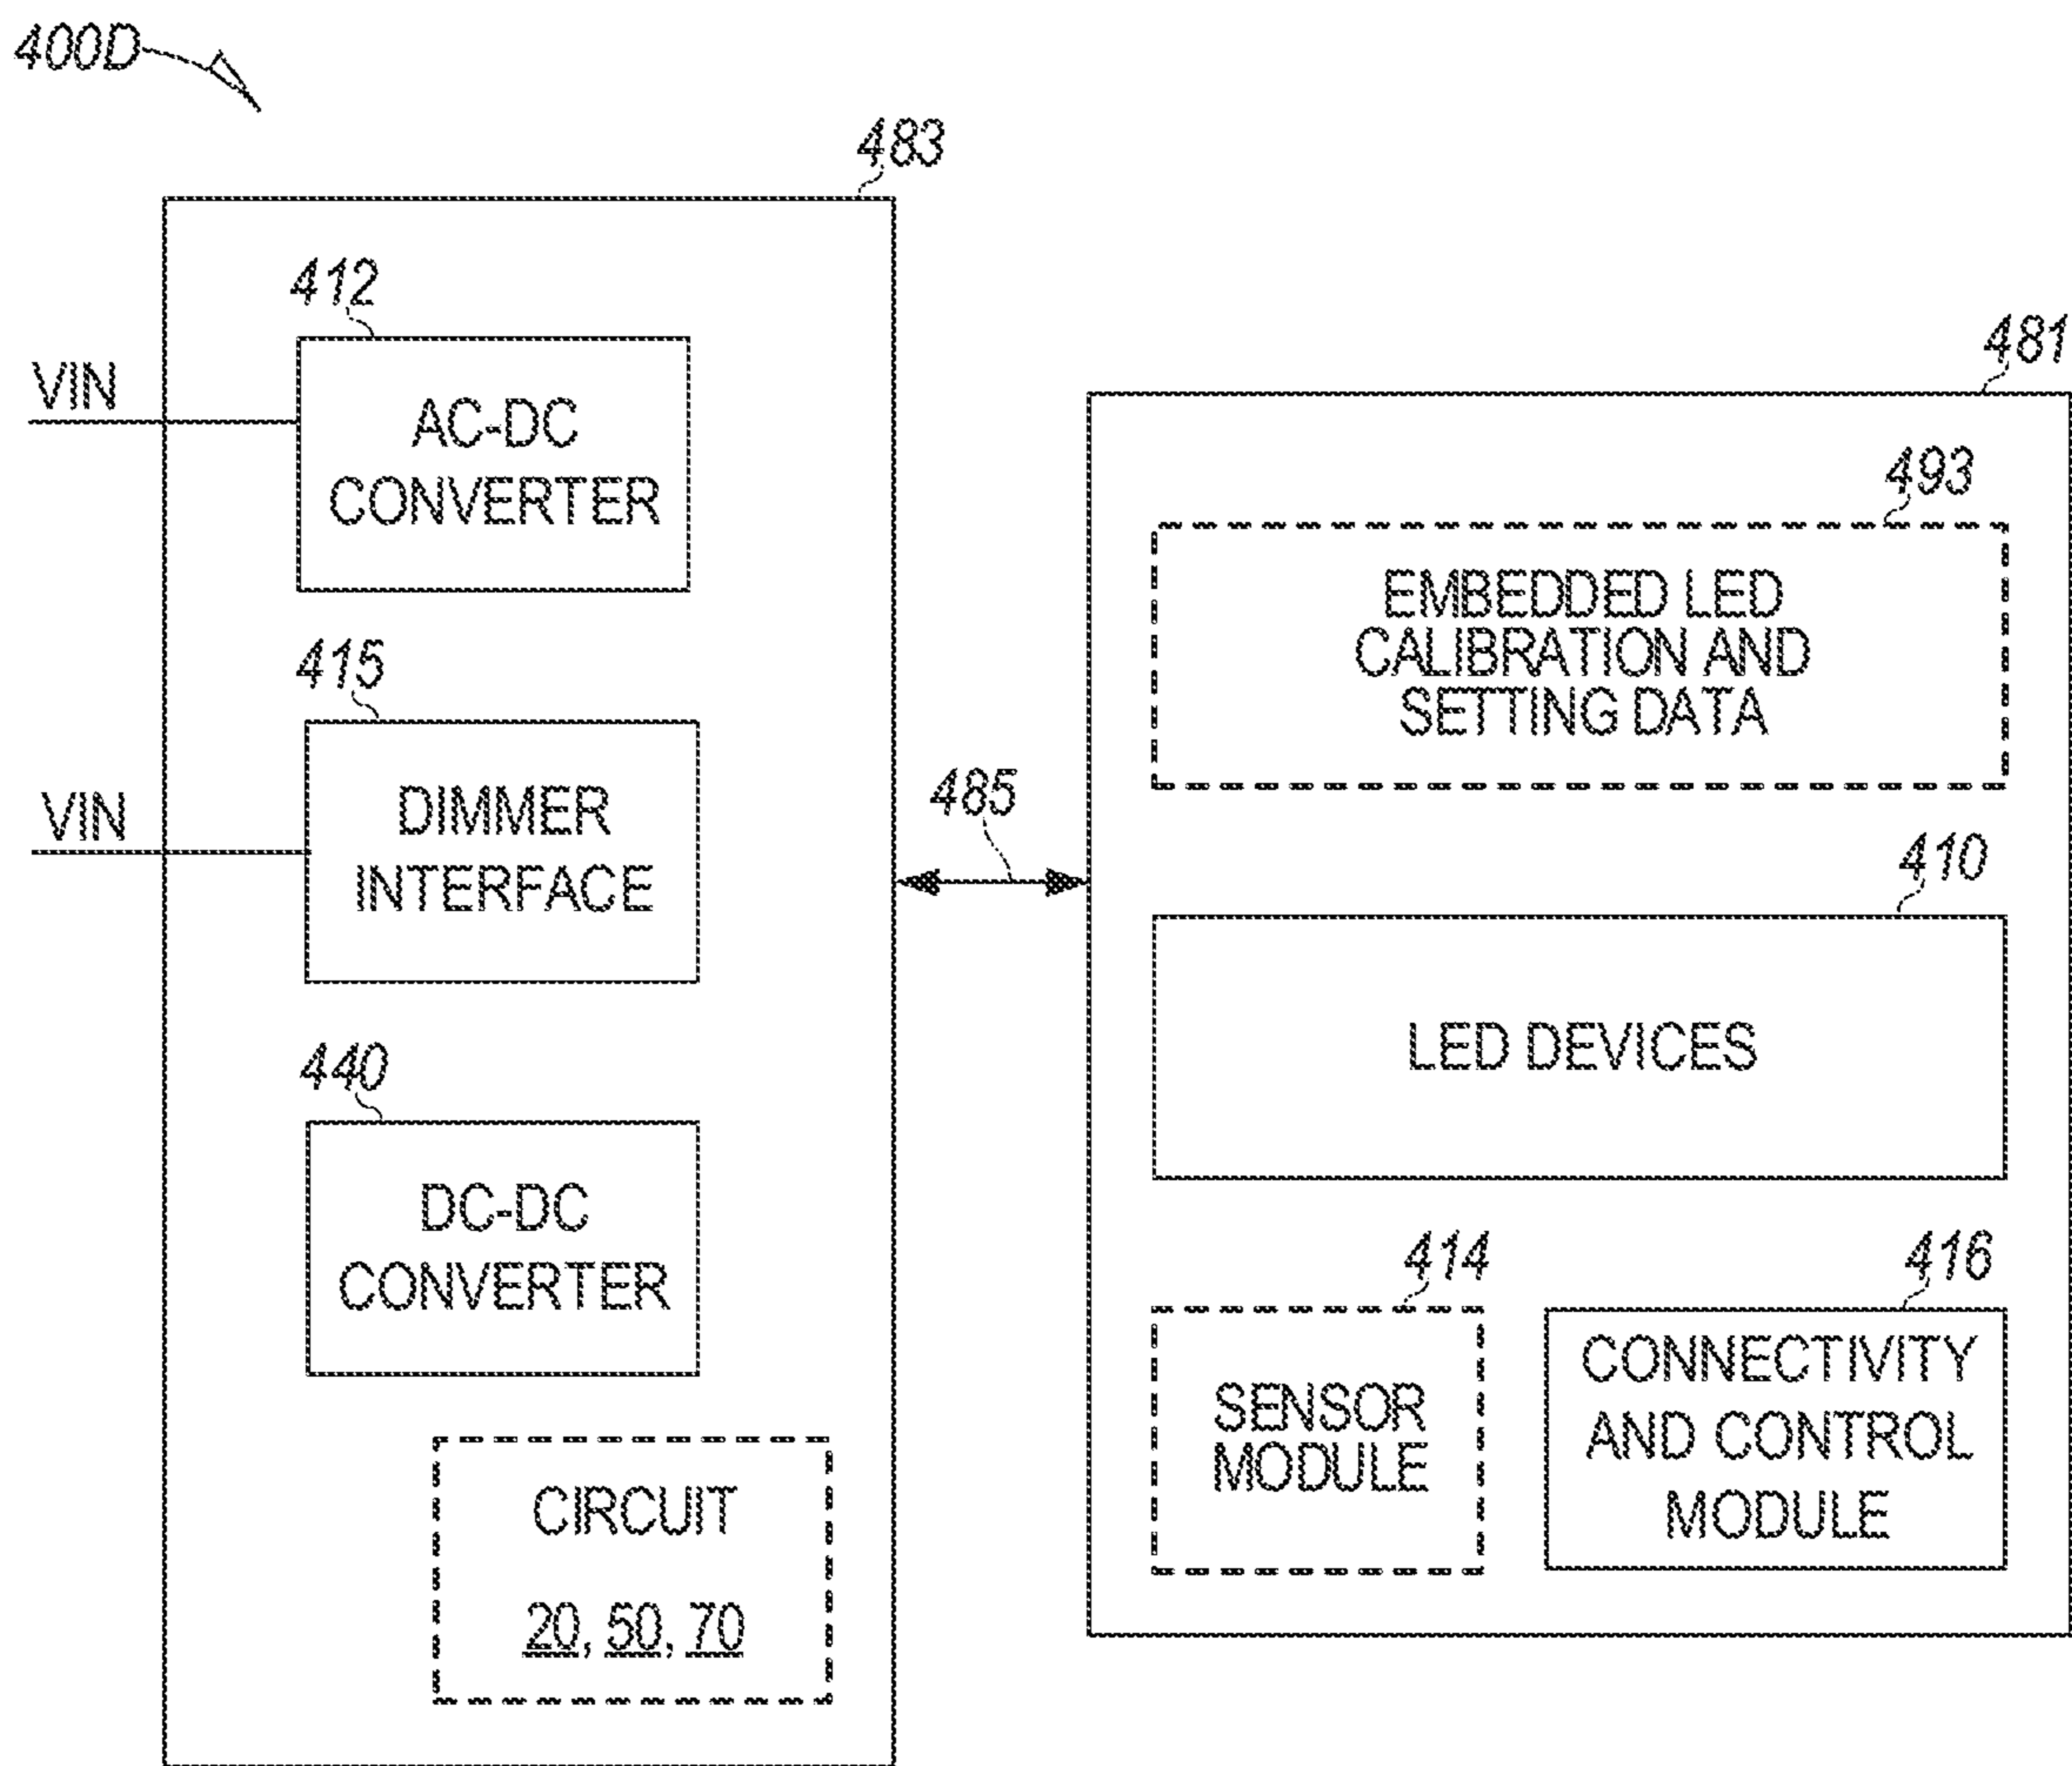 400D
483
412
VIN
AC-DC
CONVERTER
415
VIN
DIMMER
INTERFACE
440
DC-DC
CONVERTER
CIRCUIT
20, 50, 70
485
481
493
EMBEDDED LED
CALIBRATION AND
SETTING DATA
410
LED DEVICES
414
SENSOR
MODULE
416
CONNECTIVITY
AND CONTROL
MODULE